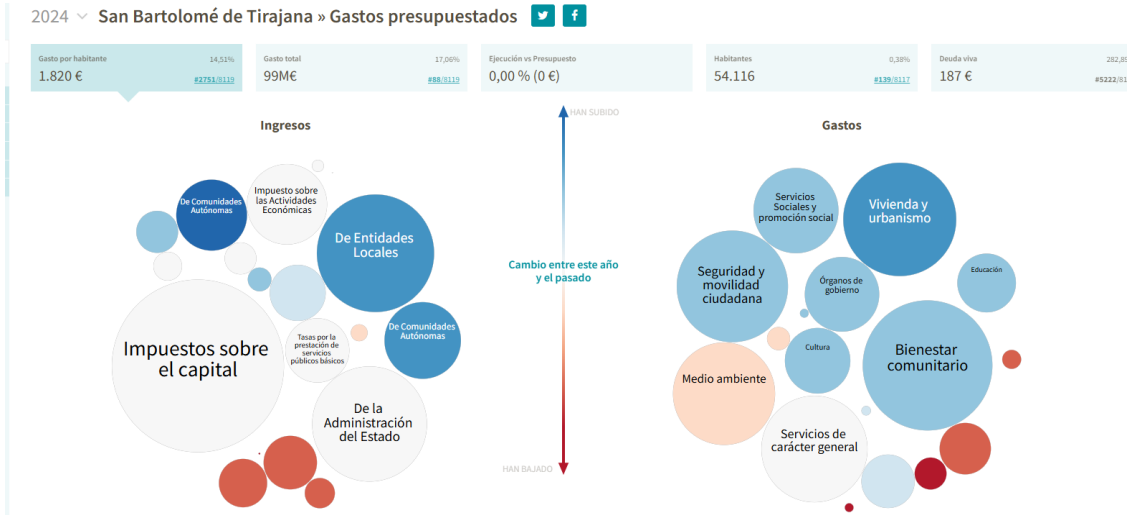 2024 San Bartolomé de Tirajana » Gastos presupuestados
Gasto por habitante 14,51%
1.820 € #2751/8119
Gasto total 17,06%
99M€ #88/8119
Ejecución vs Presupuesto
0,00 % (0 €)
Habitantes 0,38%
54.116 #139/8117
Deuda viva 282,89
187 € #5222/81
HAN SUBIDO
Ingresos
Gastos
De Comunidades
Autónomas
Impuesto sobre
las Actividades
Económicas
De Entidades
Locales
De Comunidades
Autónomas
Impuestos sobre
el capital
Tasas por la
prestación de
servicios
públicos básicos
De la
Administración
del Estado
Cambio entre este año
y el pasado
HAN BAJADO
Servicios
Sociales y
promoción social
Vivienda y
urbanismo
Seguridad y
movilidad
ciudadana
Órganos de
gobierno
Educación
Cultura
Bienestar
comunitario
Medio ambiente
Servicios de
carácter general